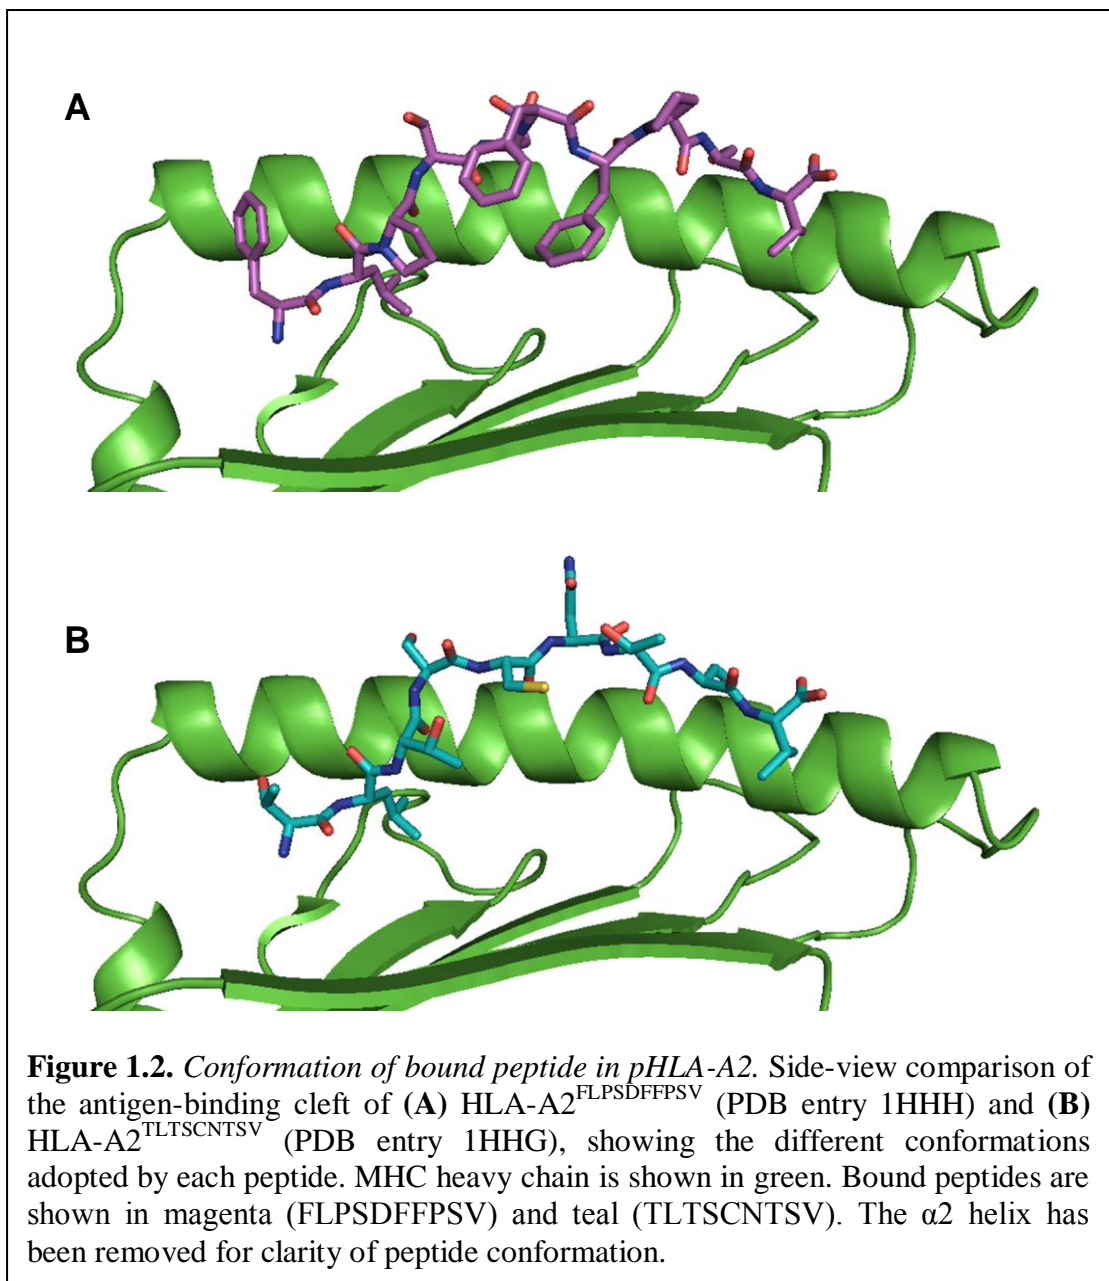 A
B
Figure 1.2. Conformation of bound peptide in pHLA-A2. Side-view comparison of
the antigen-binding cleft of (A) HLA-A2FLPSDFFPSV (PDB entry 1HHH) and (B)
HLA-A2TLTSCNTSV (PDB entry 1HHG), showing the different conformations
adopted by each peptide. MHC heavy chain is shown in green. Bound peptides are
shown in magenta (FLPSDFFPSV) and teal (TLTSCNTSV). The α2 helix has
been removed for clarity of peptide conformation.